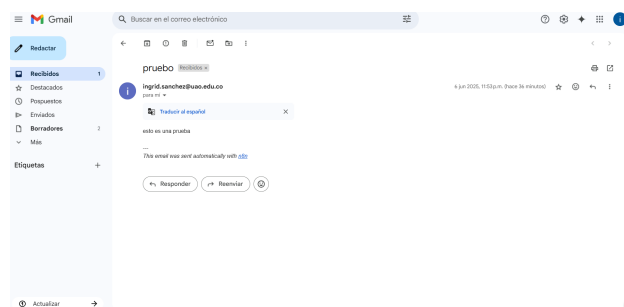 Gmail
Buscar en el correo electrónico
i
Redactar
Recibidos 1
Destacados
Pospuestos
Enviados
Borradores 2
Más
Etiquetas +
Actualizar
pruebo Recibidos ×
i
ingrid.sanchez@uao.edu.co 6 jun 2025, 11:53 p.m. (hace 36 minutos)
para mí
Traducir al español ×
esto es una prueba
---
This email was sent automatically with n8n
Responder Reenviar